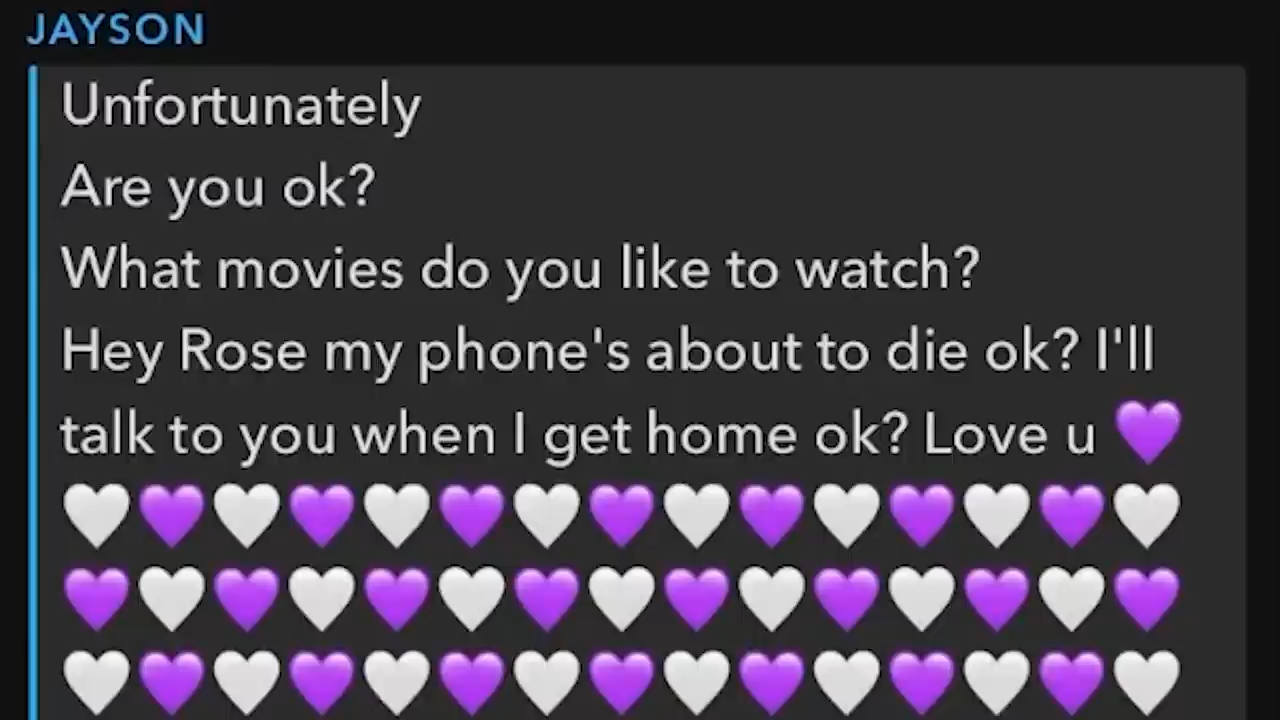 JAYSON
Unfortunately
Are you ok?
What movies do you like to watch?
Hey Rose my phone's about to die ok? I'll
talk to you when I get home ok? Love u 💜
🤍💜🤍💜🤍💜🤍💜🤍💜🤍💜🤍💜🤍
💜🤍💜🤍💜🤍💜🤍💜🤍💜🤍💜🤍💜
🤍💜🤍💜🤍💜🤍💜🤍💜🤍💜🤍💜🤍